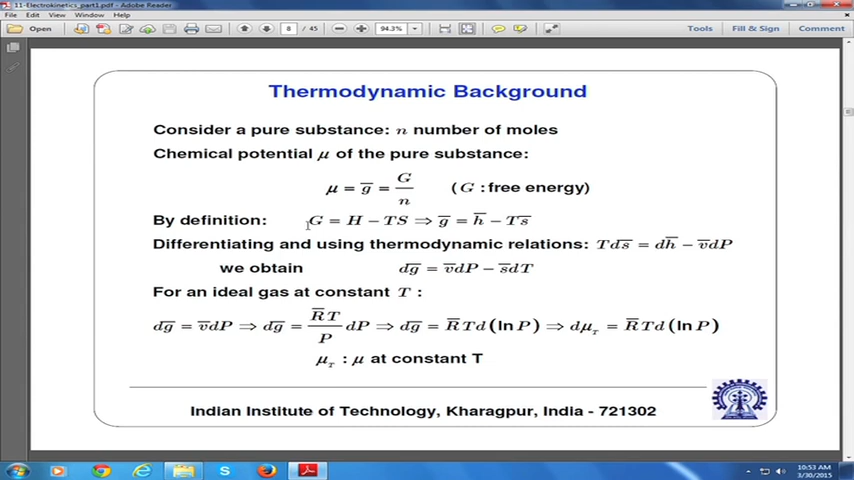 11-Electrokinetics_part1.pdf - Adobe Reader
File Edit View Window Help
Open 8 / 45 94.3% Tools Fill & Sign Comment
Thermodynamic Background
Consider a pure substance: n number of moles
Chemical potential μ of the pure substance:
μ = g̅ = G/n (G : free energy)
By definition: G = H − TS ⇒ g̅ = h̅ − Ts̅
Differentiating and using thermodynamic relations: Tds̅ = dh̅ − v̅dP
we obtain dg̅ = v̅dP − s̅dT
For an ideal gas at constant T :
dg̅ = v̅dP ⇒ dg̅ = R̅T/P dP ⇒ dg̅ = R̅Td(ln P) ⇒ dμ_T = R̅Td(ln P)
μ_T : μ at constant T
Indian Institute of Technology, Kharagpur, India - 721302
10:53 AM
3/30/2015